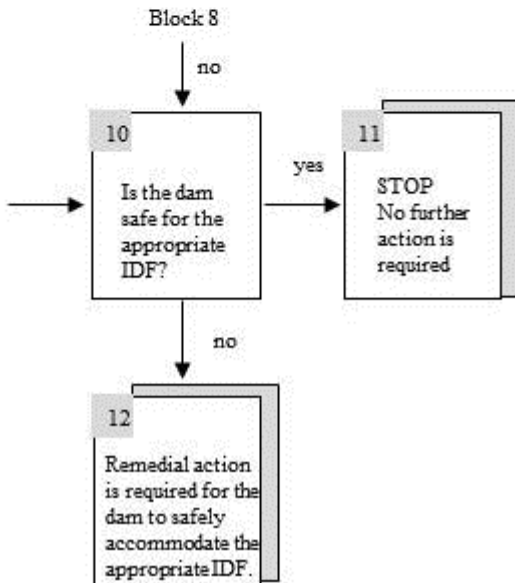 Block 8
no
10
Is the dam
safe for the
appropriate
IDF?
yes
11
STOP
No further
action is
required
no
12
Remedial action
is required for the
dam to safely
accommodate the
appropriate IDF.